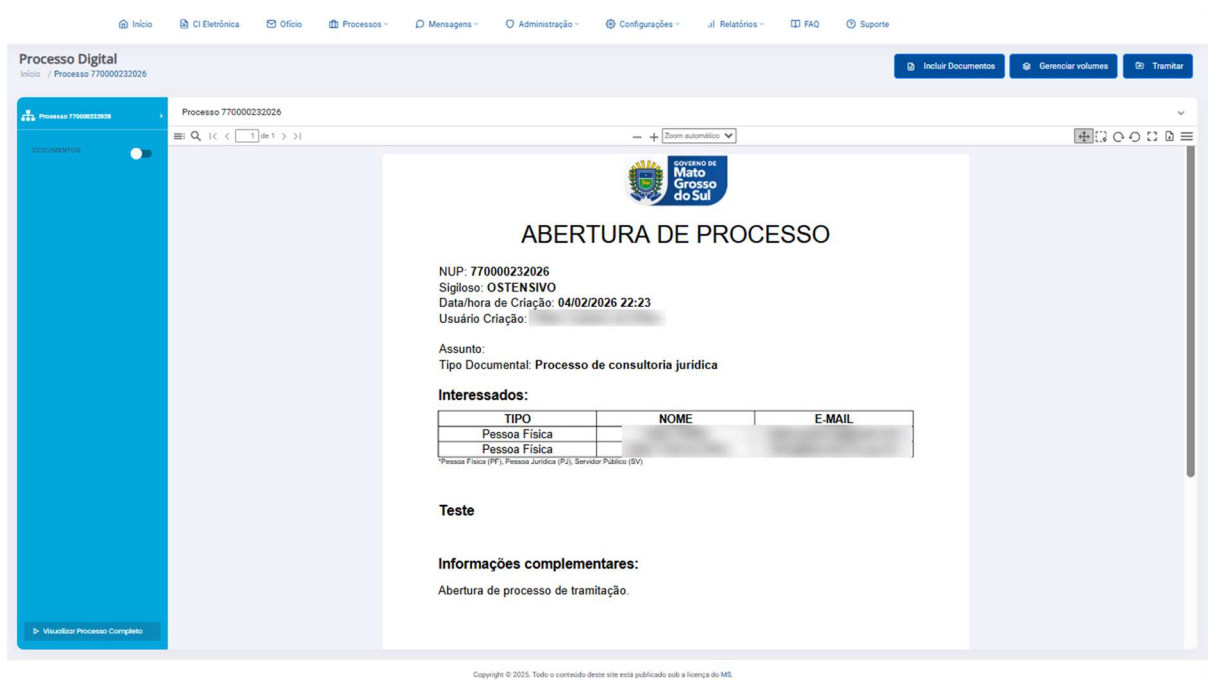 Início CI Eletrônica Ofício Processos Mensagens Administração Configurações Relatórios FAQ Suporte
Processo Digital
Início / Processo 770000232026
Incluir Documentos Gerenciar volumes Tramitar
Processo 770000232026
Processo 770000232026
1 de 1
Zoom automático
DOCUMENTOS
GOVERNO DE
Mato
Grosso
do Sul
ABERTURA DE PROCESSO
NUP: 770000232026
Sigiloso: OSTENSIVO
Data/hora de Criação: 04/02/2026 22:23
Usuário Criação:
Assunto:
Tipo Documental: Processo de consultoria jurídica
Interessados:
TIPO NOME E-MAIL
Pessoa Física
Pessoa Física
*Pessoa Física (PF), Pessoa Jurídica (PJ), Servidor Público (SV)
Teste
Informações complementares:
Abertura de processo de tramitação.
Visualizar Processo Completo
Copyright © 2025. Todo o conteúdo deste site está publicado sob a licença do MS.